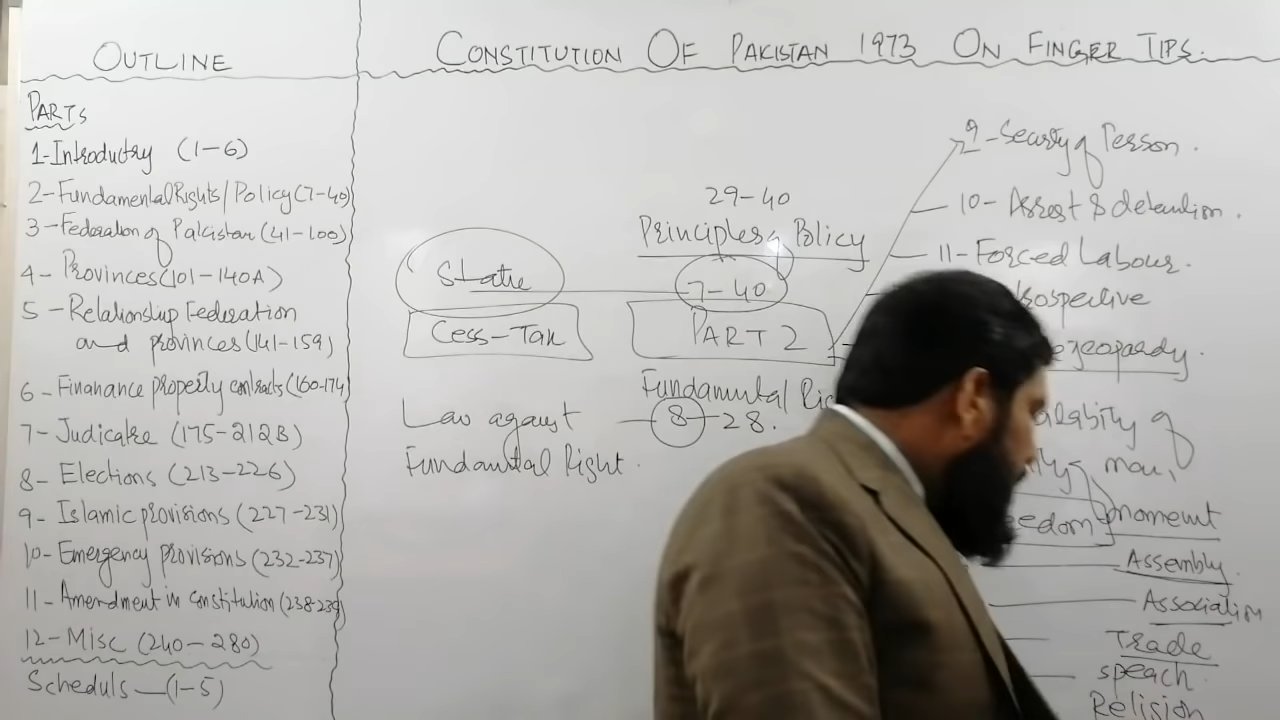 OUTLINE
CONSTITUTION OF PAKISTAN 1973 ON FINGER TIPS.
PARTS
1-Introductry (1-6)
2-Fundamental Rights/Policy (7-40)
3-Federation of Pakistan (41-100)
4-Provinces (101-140A)
5-Relationship Federation
and provinces (141-159)
6-Finanance property contracts (160-174
7-Judicature (175-212B)
8-Elections (213-226)
9-Islamic provisions (227-231)
10-Emergency provisions (232-237)
11-Amendment in constitution (238-239)
12-Misc (240-280)
Scheduls-(1-5)
29-40
Principles of Policy
State
7-40
Cess-Tax
PART 2
Fundamental
Law against
8-28.
Fundamental Right.
9-Security of Person.
10-Arrest & detention.
11-Forced Labour.
of
man,
moment
Assembly
Association
Trade
speach
Religion